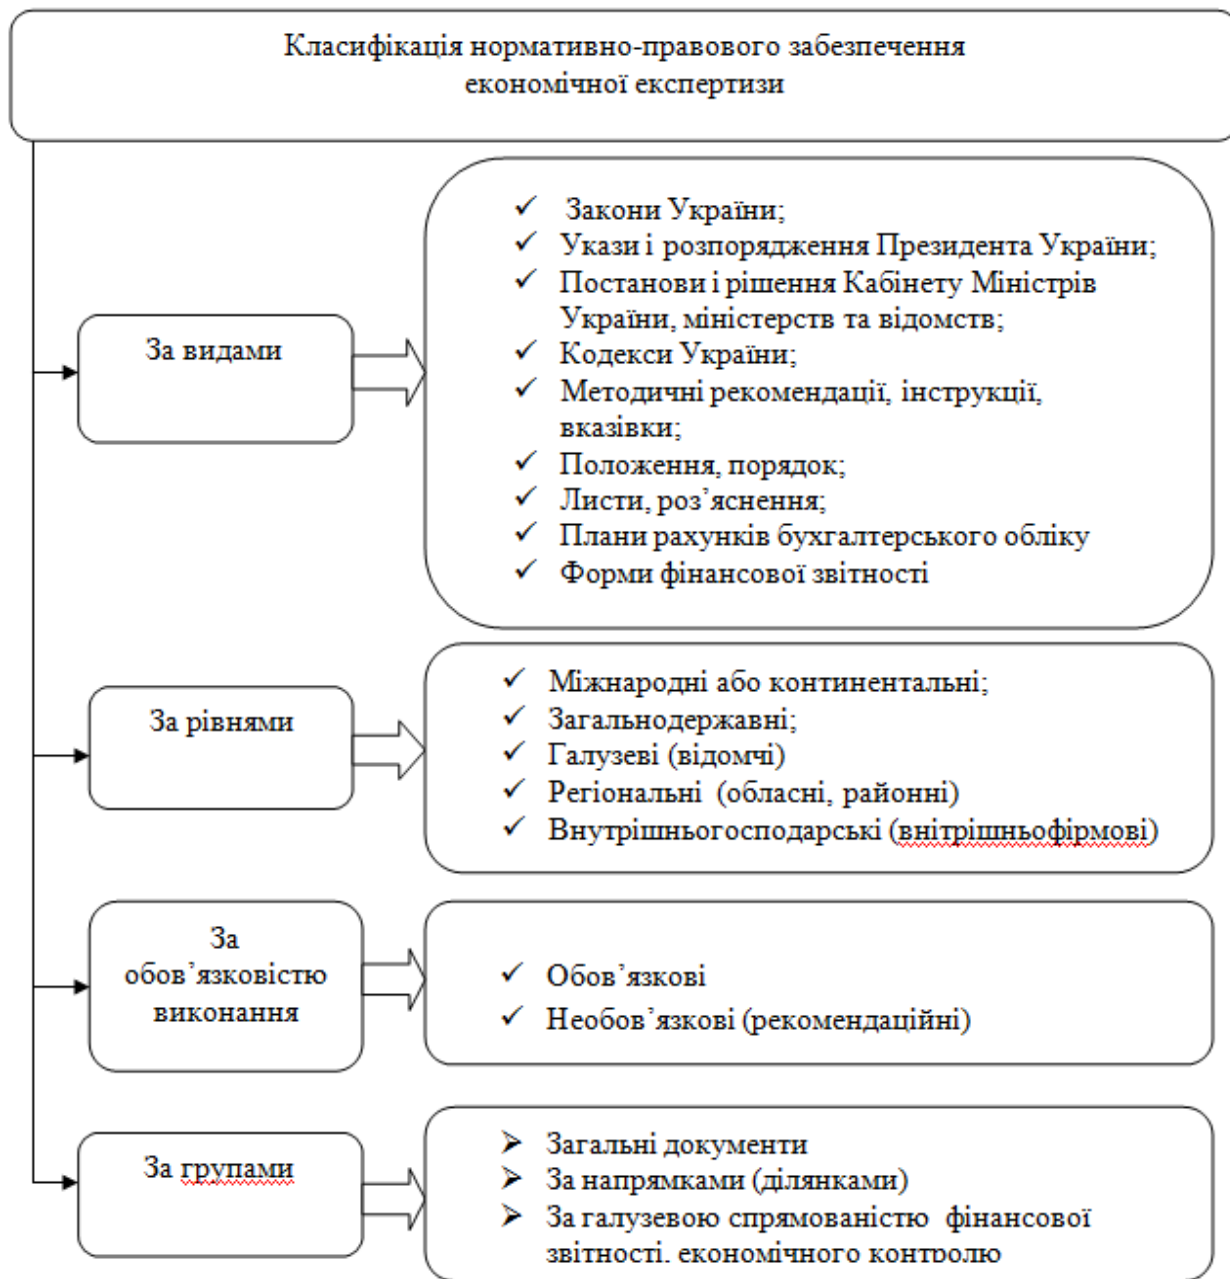 Класифікація нормативно-правового забезпечення
економічної експертизи
За видами
Закони України;
Укази і розпорядження Президента України;
Постанови і рішення Кабінету Міністрів
України, міністерств та відомств;
Кодекси України;
Методичні рекомендації, інструкції,
вказівки;
Положення, порядок;
Листи, роз’яснення;
Плани рахунків бухгалтерського обліку
Форми фінансової звітності
За рівнями
Міжнародні або континентальні;
Загальнодержавні;
Галузеві (відомчі)
Регіональні (обласні, районні)
Внутрішньогосподарські (внітрішньофірмові)
За
обов’язковістю
виконання
Обов’язкові
Необов’язкові (рекомендаційні)
За групами
Загальні документи
За напрямками (ділянками)
За галузевою спрямованістю фінансової
звітності, економічного контролю